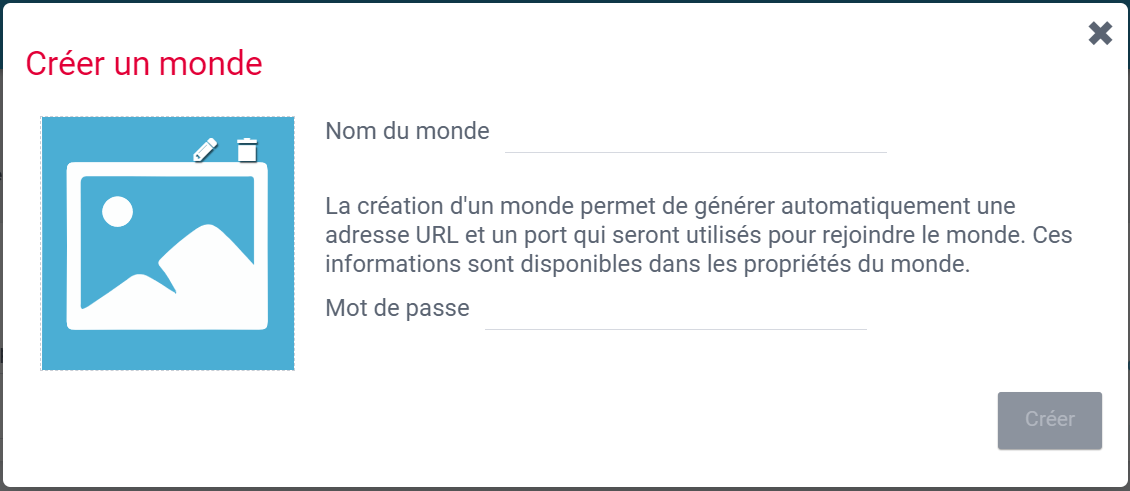 Créer un monde
Nom du monde
La création d'un monde permet de générer automatiquement une
adresse URL et un port qui seront utilisés pour rejoindre le monde. Ces
informations sont disponibles dans les propriétés du monde.
Mot de passe
Créer